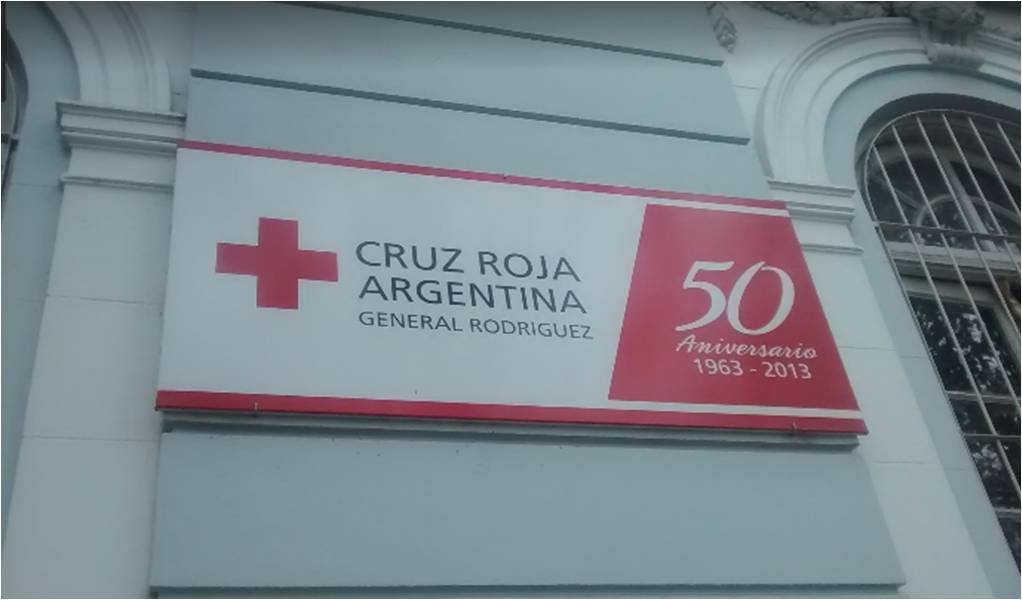 CRUZ ROJA
ARGENTINA
GENERAL RODRIGUEZ
50
Aniversario
1963 - 2013